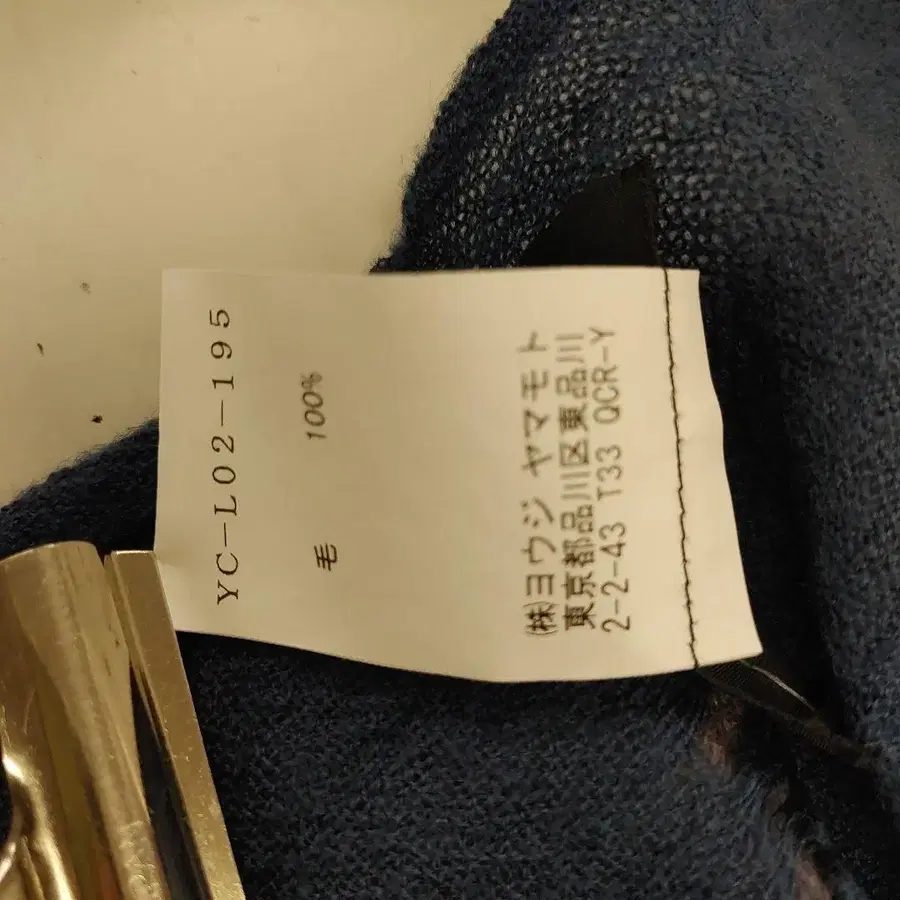 YC-L02-195
毛 100%
㈱ヨウジ ヤマモト
東京都品川区東品川
2-2-43 T33 QCR-Y